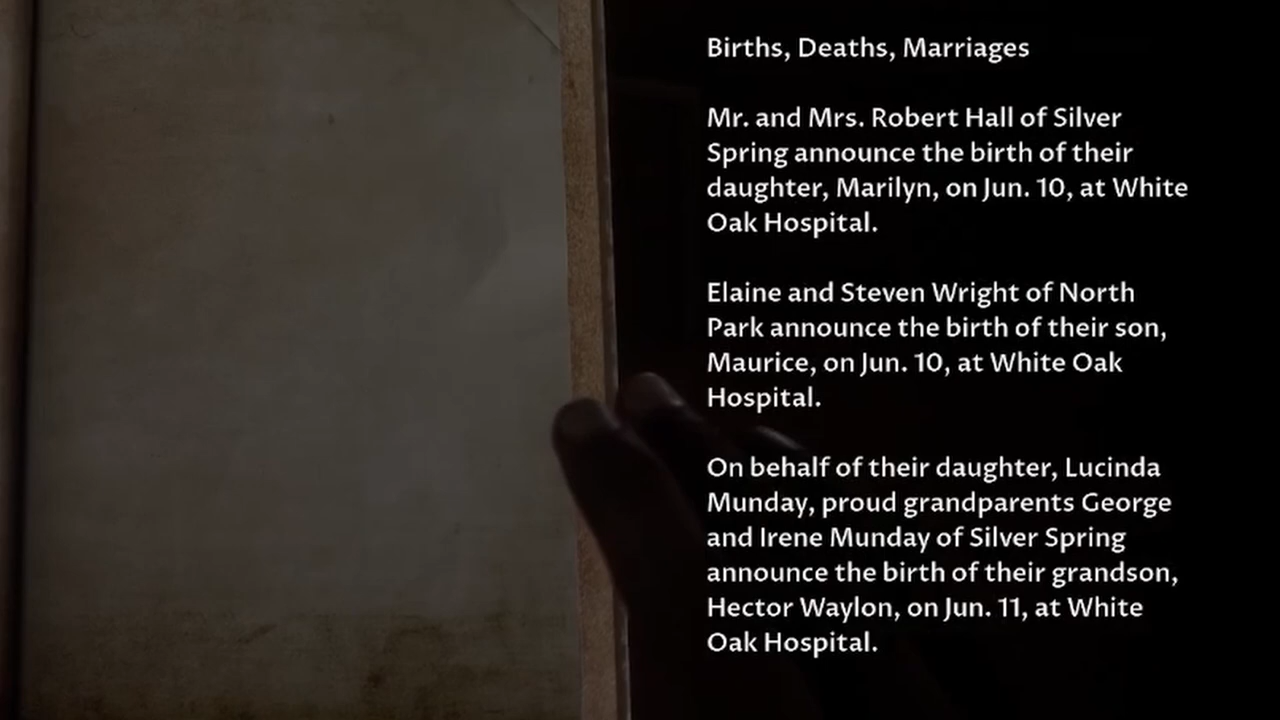 Births, Deaths, Marriages
Mr. and Mrs. Robert Hall of Silver
Spring announce the birth of their
daughter, Marilyn, on Jun. 10, at White
Oak Hospital.
Elaine and Steven Wright of North
Park announce the birth of their son,
Maurice, on Jun. 10, at White Oak
Hospital.
On behalf of their daughter, Lucinda
Munday, proud grandparents George
and Irene Munday of Silver Spring
announce the birth of their grandson,
Hector Waylon, on Jun. 11, at White
Oak Hospital.